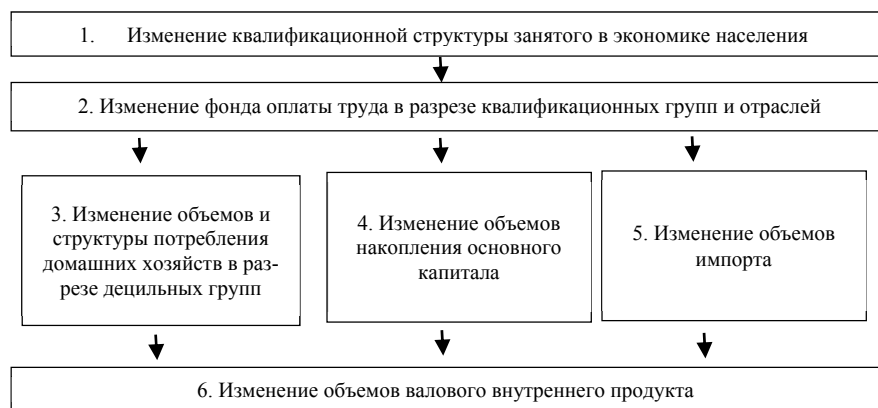 1. Изменение квалификационной структуры занятого в экономике населения
2. Изменение фонда оплаты труда в разрезе квалификационных групп и отраслей
3. Изменение объемов и
структуры потребления
домашних хозяйств в раз-
резе децильных групп
4. Изменение объемов
накопления основного
капитала
5. Изменение объемов
импорта
6. Изменение объемов валового внутреннего продукта